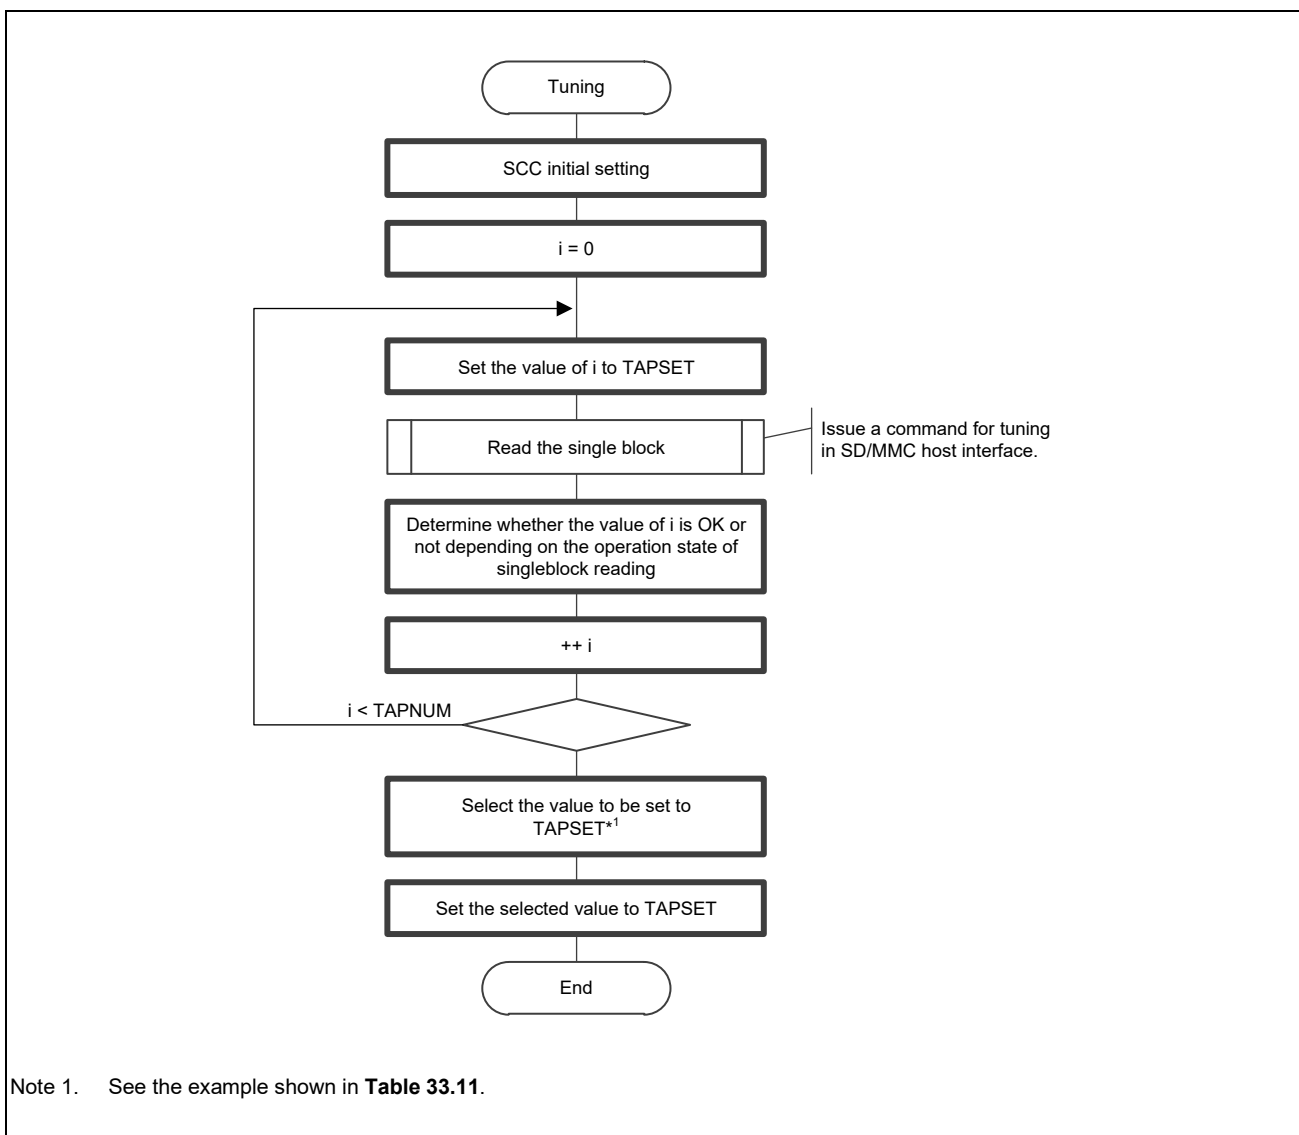 Tuning
SCC initial setting
i = 0
Set the value of i to TAPSET
Read the single block
Issue a command for tuning
in SD/MMC host interface.
Determine whether the value of i is OK or
not depending on the operation state of
singleblock reading
++ i
i < TAPNUM
Select the value to be set to
TAPSET*1
Set the selected value to TAPSET
End
Note 1. See the example shown in Table 33.11.